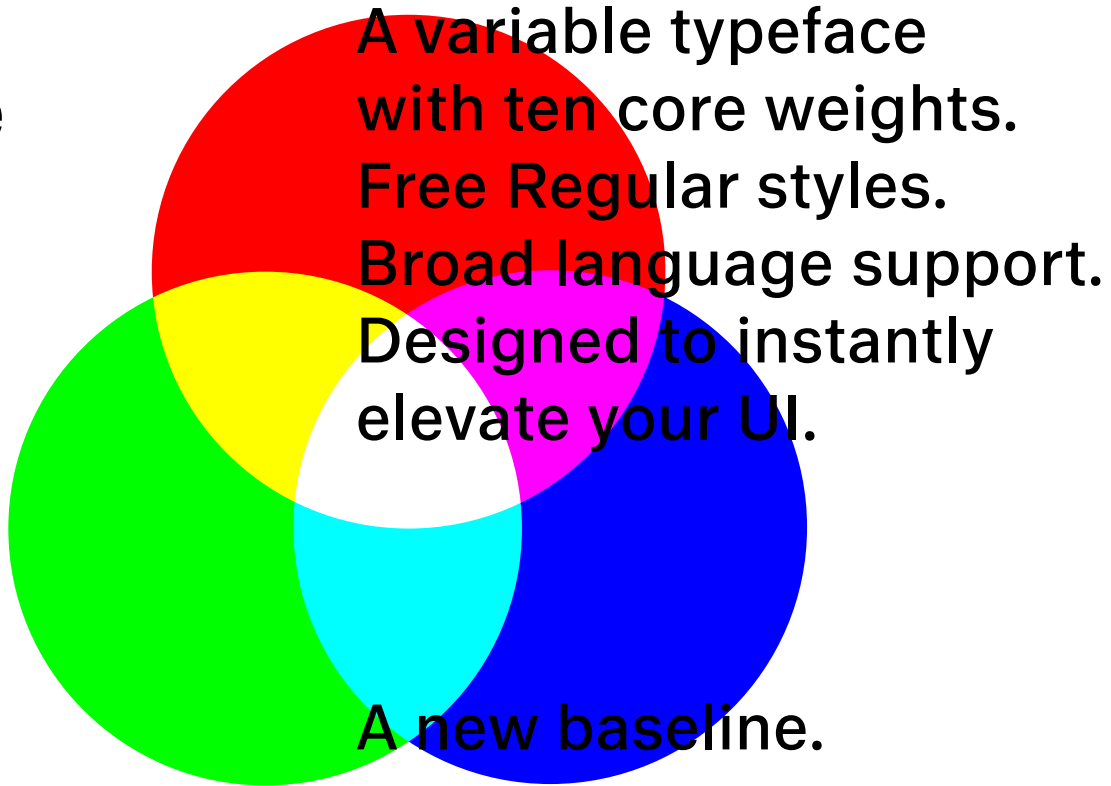 A variable typeface
with ten core weights.
Free Regular styles.
Broad language support.
Designed to instantly
elevate your UI.
A new baseline.